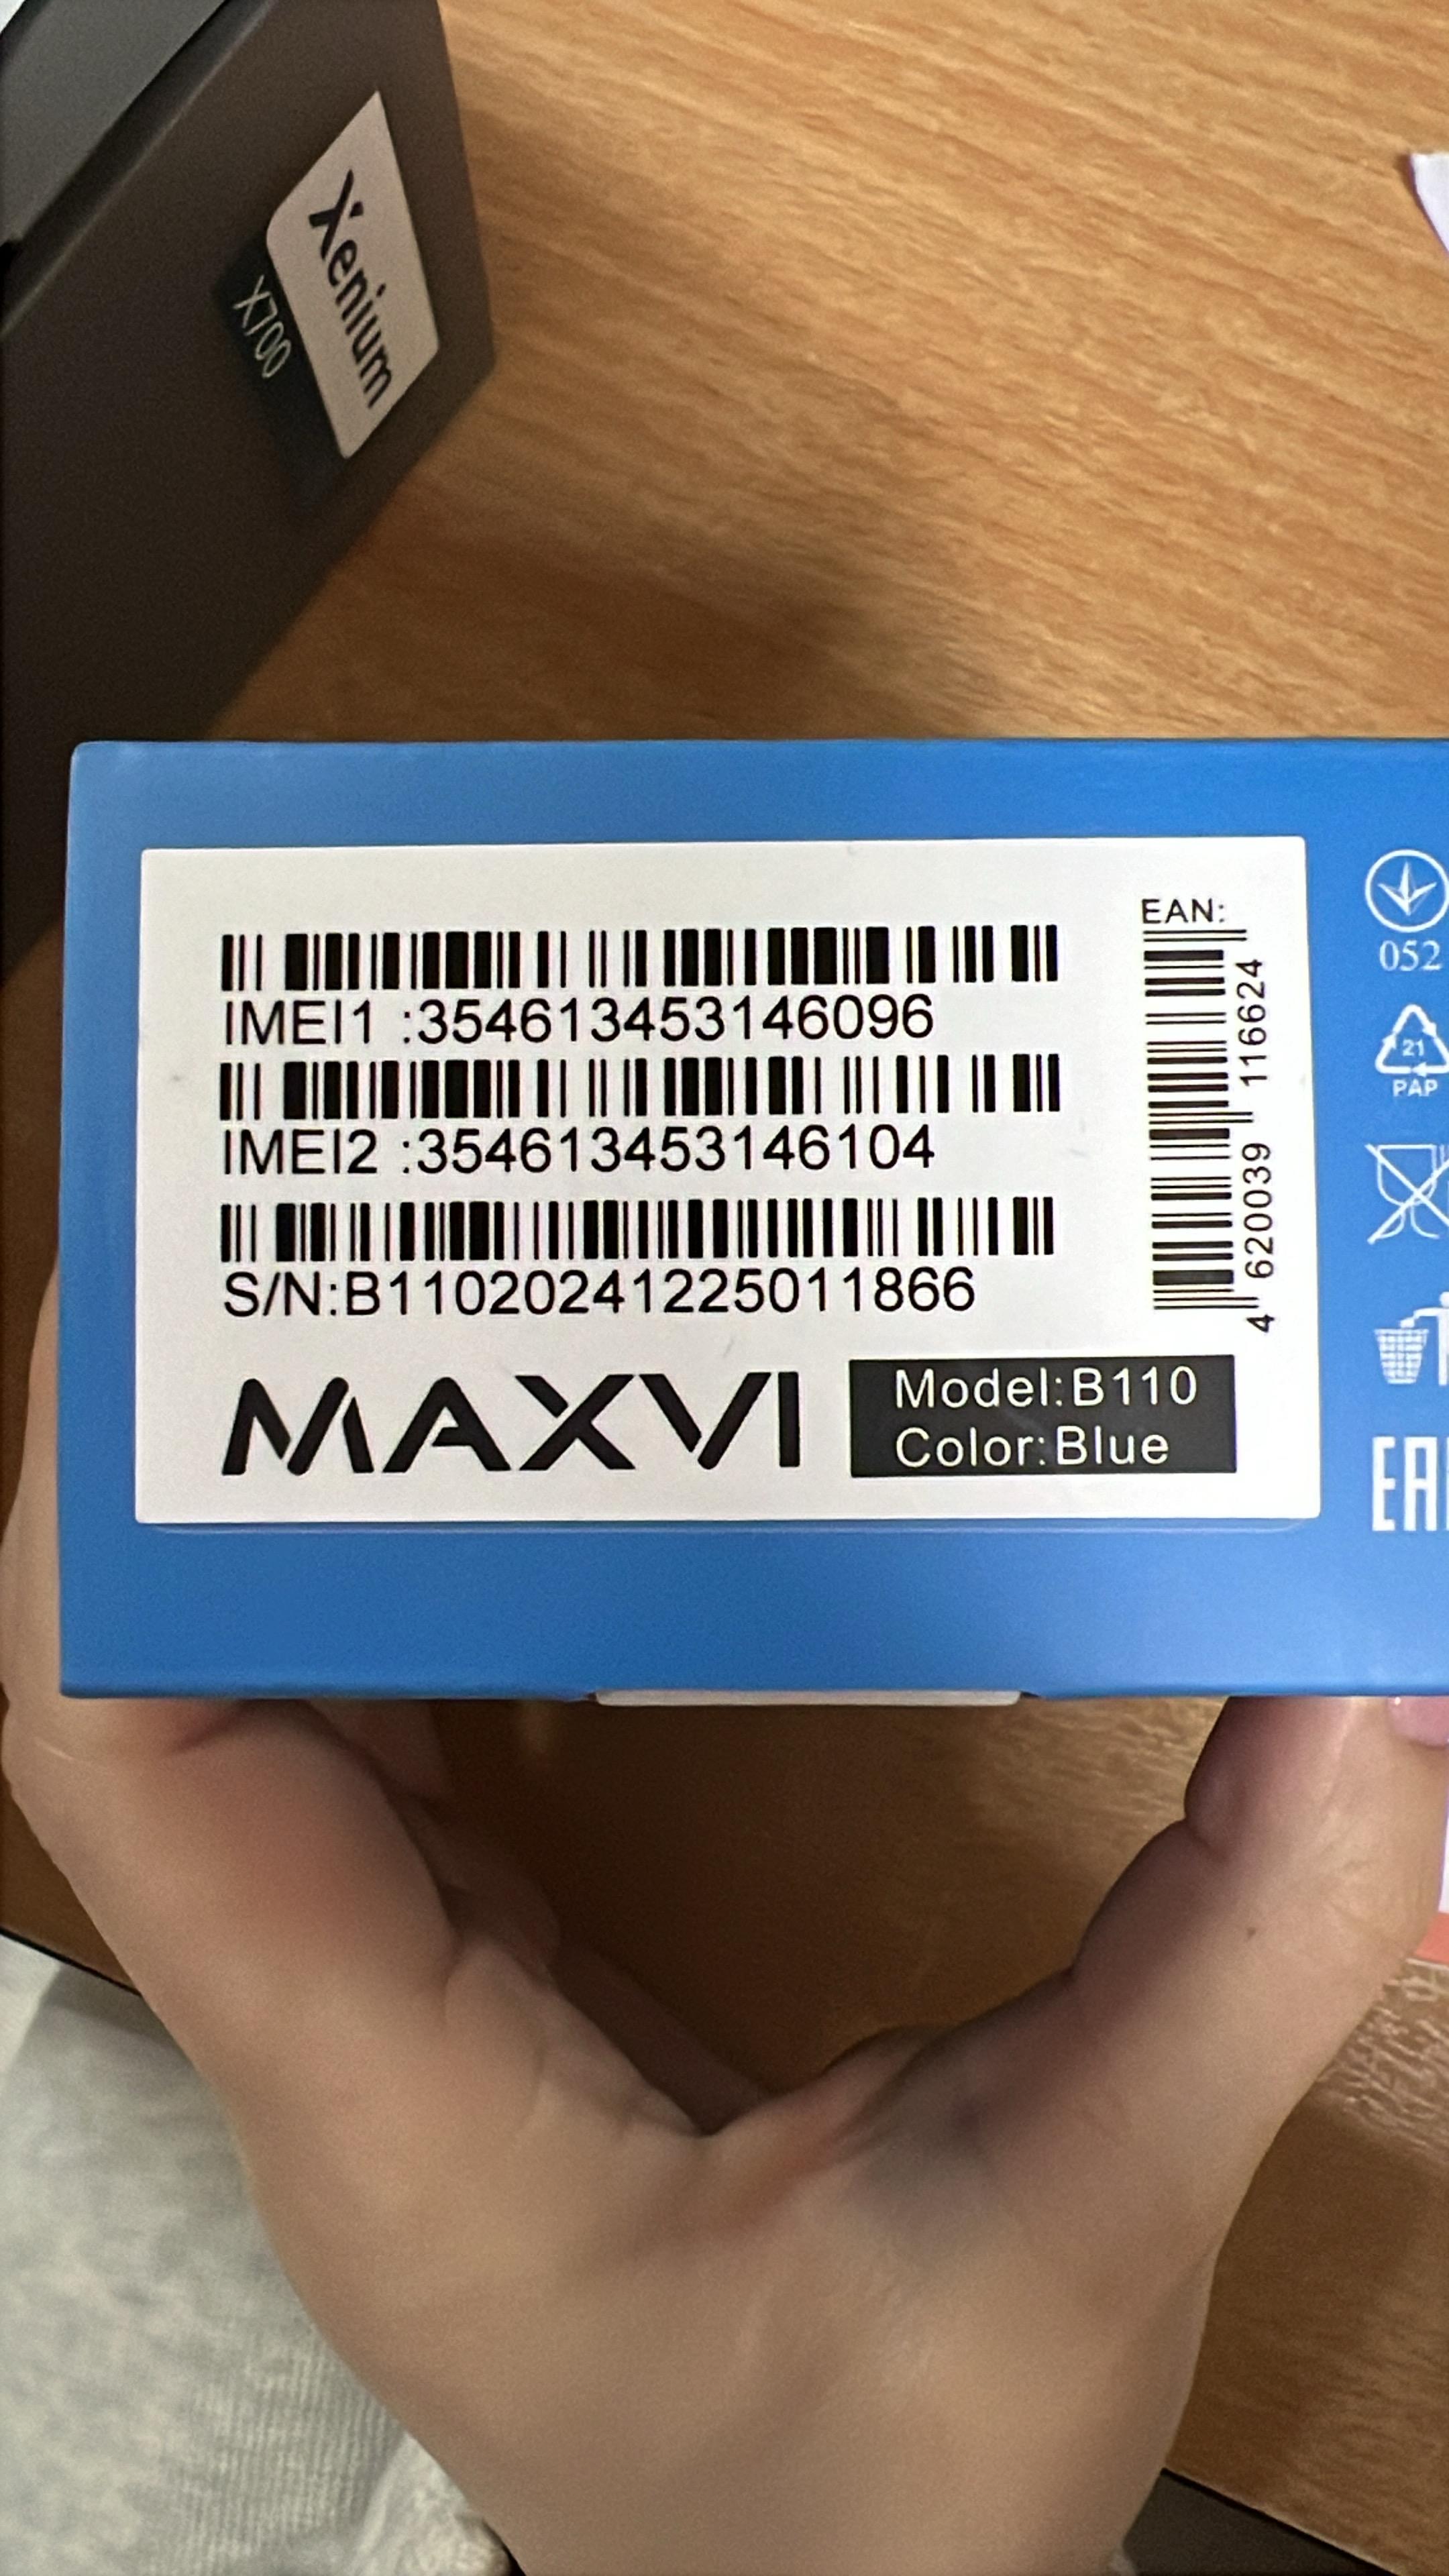 Xenium
X700
EAN:
IMEI1 :354613453146096
IMEI2 :354613453146104
S/N:B11020241225011866
4 620039 116624
MAXVI
Model:B110
Color:Blue
052
21
PAP